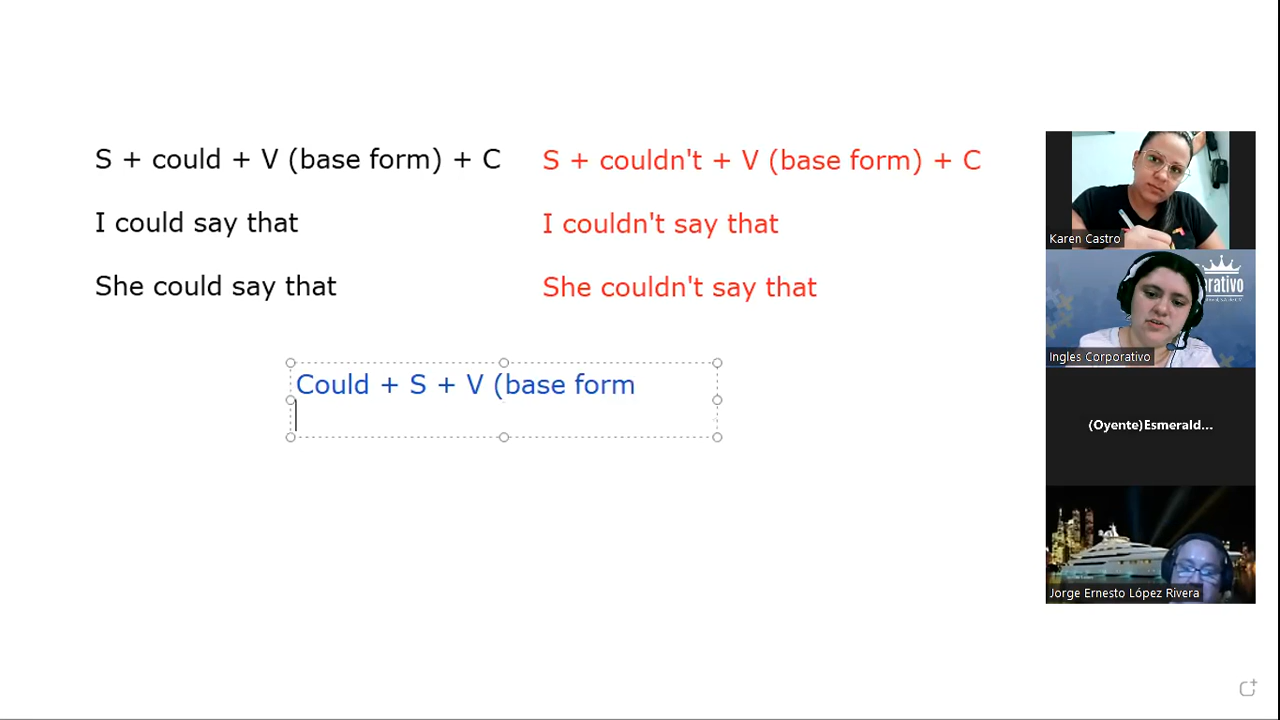 S + could + V (base form) + C
S + couldn't + V (base form) + C
I could say that
I couldn't say that
She could say that
She couldn't say that
Could + S + V (base form
Karen Castro
orativo
Ingles Corporativo
(Oyente)Esmerald...
Jorge Ernesto López Rivera